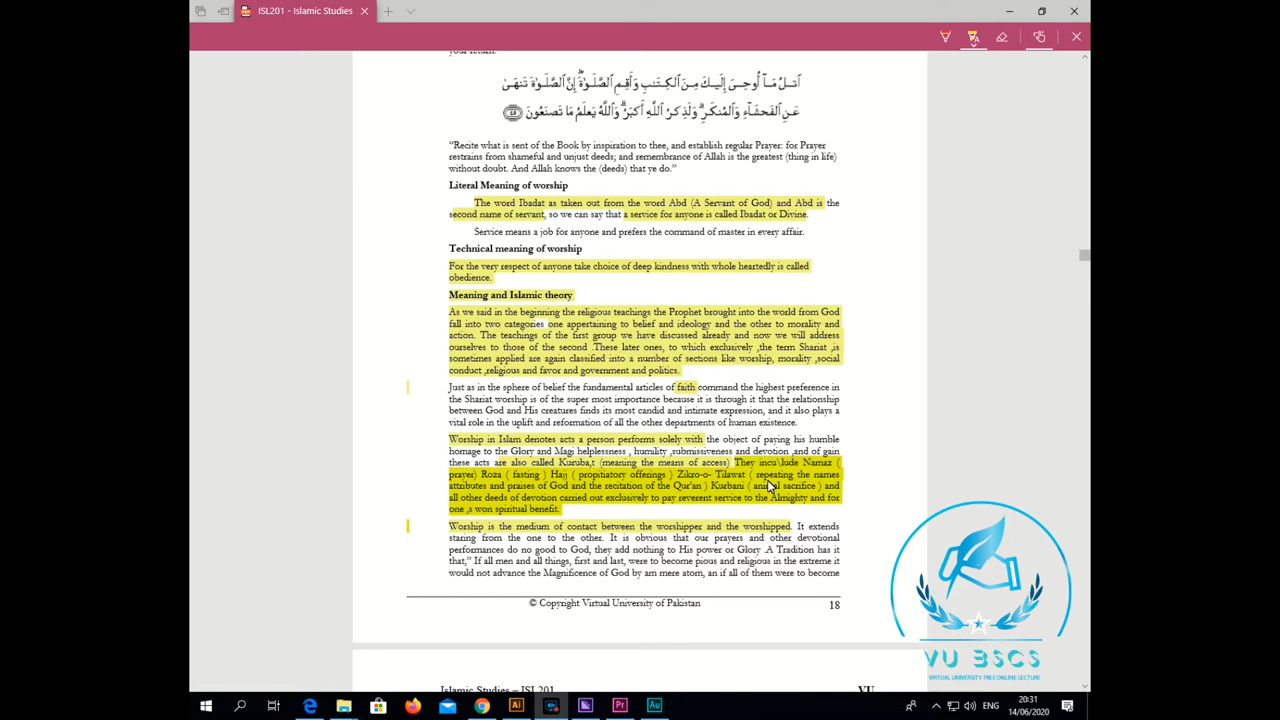 ISL201 - Islamic Studies
your return.
ٱتْلُ مَآ أُوحِىَ إِلَيْكَ مِنَ ٱلْكِتَٰبِ وَأَقِمِ ٱلصَّلَوٰةَ ۖ إِنَّ ٱلصَّلَوٰةَ تَنْهَىٰ
عَنِ ٱلْفَحْشَآءِ وَٱلْمُنكَرِ ۗ وَلَذِكْرُ ٱللَّهِ أَكْبَرُ ۗ وَٱللَّهُ يَعْلَمُ مَا تَصْنَعُونَ ٤٥
“Recite what is sent of the Book by inspiration to thee, and establish regular Prayer: for Prayer
restrains from shameful and unjust deeds; and remembrance of Allah is the greatest (thing in life)
without doubt. And Allah knows the (deeds) that ye do.”
Literal Meaning of worship
The word Ibadat as taken out from the word Abd (A Servant of God) and Abd is the
second name of servant, so we can say that a service for anyone is called Ibadat or Divine.
Service means a job for anyone and prefers the command of master in every affair.
Technical meaning of worship
For the very respect of anyone take choice of deep kindness with whole heartedly is called
obedience.
Meaning and Islamic theory
As we said in the beginning the religious teachings the Prophet brought into the world from God
fall into two categories one appertaining to belief and ideology and the other to morality and
action. The teachings of the first group we have discussed already and now we will address
ourselves to those of the second .These later ones, to which exclusively ,the term Shariat ,is
sometimes applied are again classified into a number of sections like worship, morality ,social
conduct ,religious and favor and government and politics.
Just as in the sphere of belief the fundamental articles of faith command the highest preference in
the Shariat worship is of the super most importance because it is through it that the relationship
between God and His creatures finds its most candid and intimate expression, and it also plays a
vital role in the uplift and reformation of all the other departments of human existence.
Worship in Islam denotes acts a person performs solely with the object of paying his humble
homage to the Glory and Magi helplessness , humility ,submissiveness and devotion ,and of gain
these acts are also called Kuruba,t (meaning the means of access) They incu\lude Namaz (
prayer) Roza ( fasting ) Hajj ( propitiatory offerings ) Zikro-o- Tilawat ( repeating the names
attributes and praises of God and the recitation of the Qur'an ) Kurbani ( animal sacrifice ) and
all other deeds of devotion carried out exclusively to pay reverent service to the Almighty and for
one ,s won spiritual benefit.
Worship is the medium of contact between the worshipper and the worshipped. It extends
staring from the one to the other. It is obvious that our prayers and other devotional
performances do no good to God, they add nothing to His power or Glory .A Tradition has it
that,” If all men and all things, first and last, were to become pious and religious in the extreme it
would not advance the Magnificence of God by am mere atom, an if all of them were to become
© Copyright Virtual University of Pakistan
18
VU BSCS
VIRTUAL UNIVERSITY FREE ONLINE LECTURE
Islamic Studies – ISL201
VU
ENG
20:31
14/06/2020